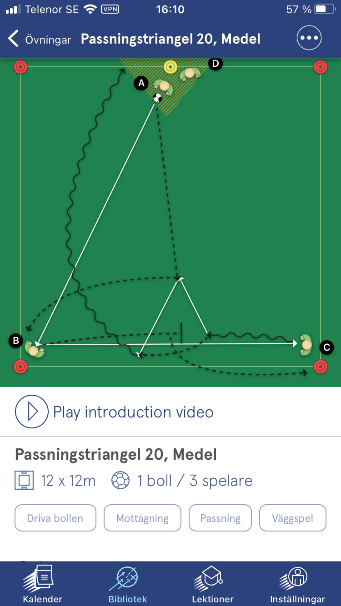 Telenor SE VPN 16:10 57 %
Övningar Passningstriangel 20, Medel
A
D
B
C
Play introduction video
Passningstriangel 20, Medel
12 x 12m 1 boll / 3 spelare
Driva bollen Mottagning Passning Väggspel
Kalender Bibliotek Lektioner Inställningar